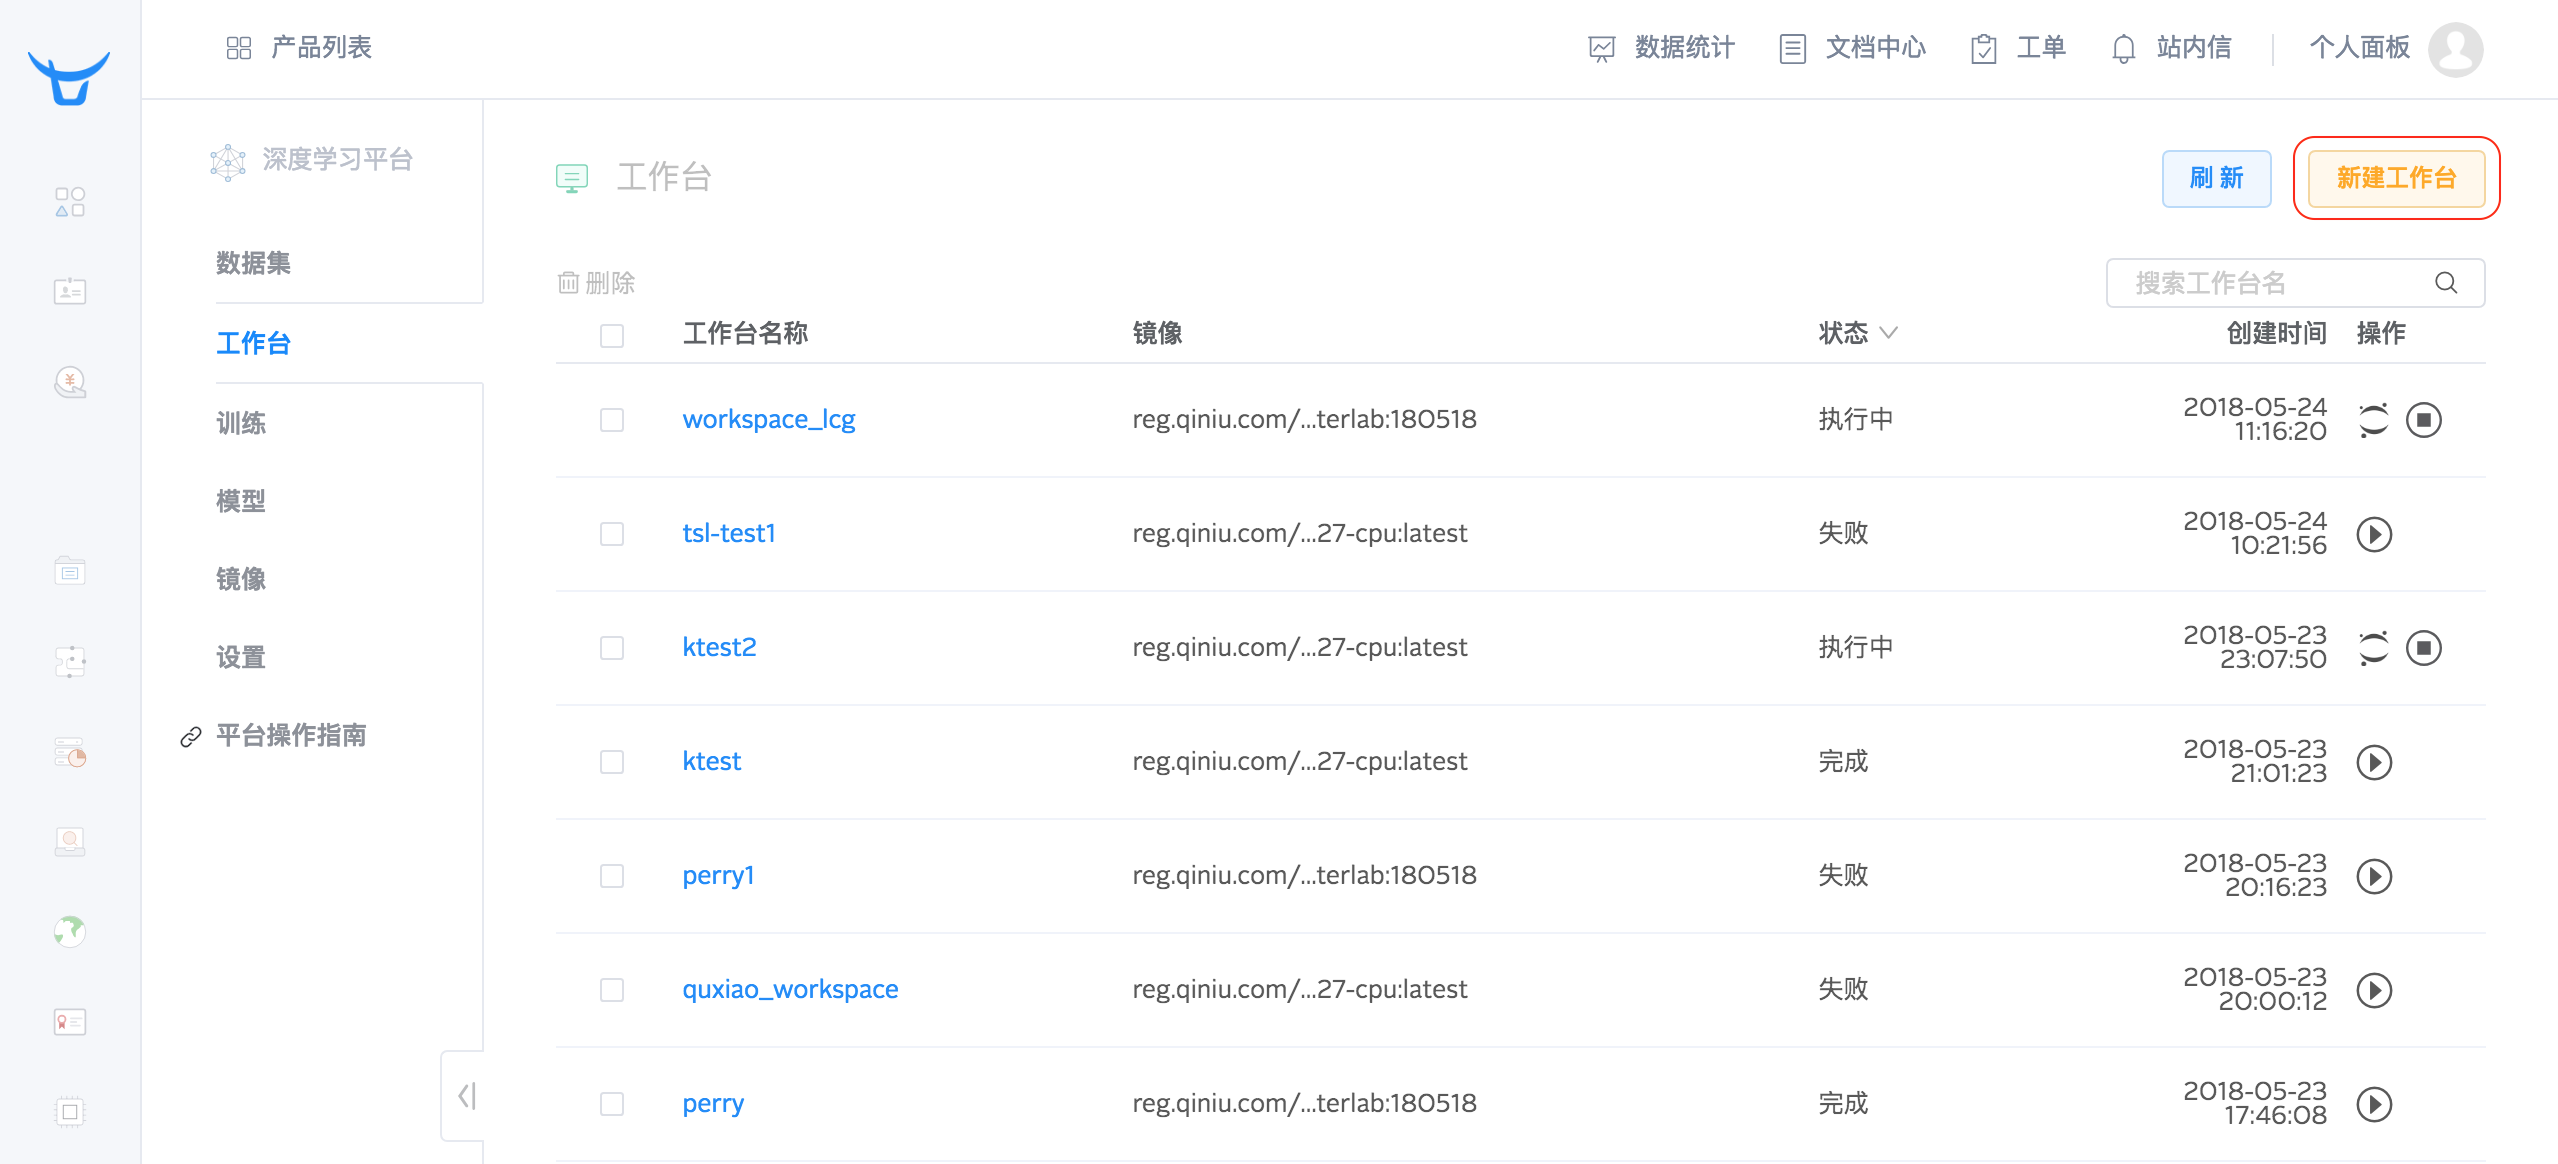 产品列表
数据统计
文档中心
工单
站内信
个人面板
深度学习平台
数据集
工作台
训练
模型
镜像
设置
平台操作指南
工作台
刷 新
新建工作台
删除
搜索工作台名
工作台名称 镜像 状态 创建时间 操作
workspace_lcg reg.qiniu.com/...terlab:180518 执行中 2018-05-24
11:16:20
tsl-test1 reg.qiniu.com/...27-cpu:latest 失败 2018-05-24
10:21:56
ktest2 reg.qiniu.com/...27-cpu:latest 执行中 2018-05-23
23:07:50
ktest reg.qiniu.com/...27-cpu:latest 完成 2018-05-23
21:01:23
perry1 reg.qiniu.com/...terlab:180518 失败 2018-05-23
20:16:23
quxiao_workspace reg.qiniu.com/...27-cpu:latest 失败 2018-05-23
20:00:12
perry reg.qiniu.com/...terlab:180518 完成 2018-05-23
17:46:08